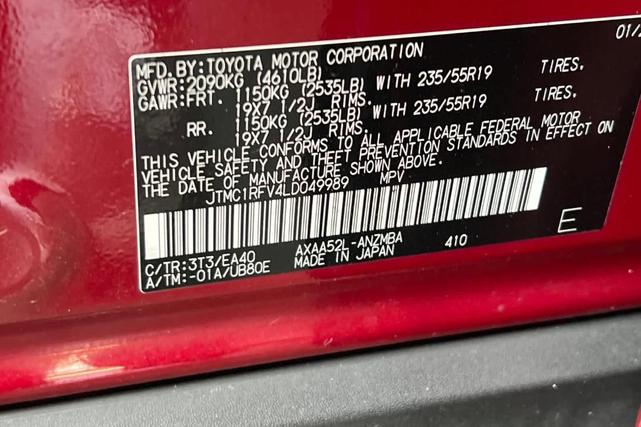 MFD. BY: TOYOTA MOTOR CORPORATION 01/2
GVWR: 2090KG (4610LB)
GAWR: FRT. 1150KG (2535LB) WITH 235/55R19 TIRES.
19X7 1/2J RIMS.
RR. 1150KG (2535LB) WITH 235/55R19 TIRES.
19X7 1/2J RIMS.
THIS VEHICLE CONFORMS TO ALL APPLICABLE FEDERAL MOTOR
VEHICLE SAFETY AND THEFT PREVENTION STANDARDS IN EFFECT ON
THE DATE OF MANUFACTURE SHOWN ABOVE.
JTMC1RFV4LD049989 MPV
E
C/TR: 3T3/EA40 AXAA52L-ANZMBA 410
A/TM: -01A/UB80E MADE IN JAPAN